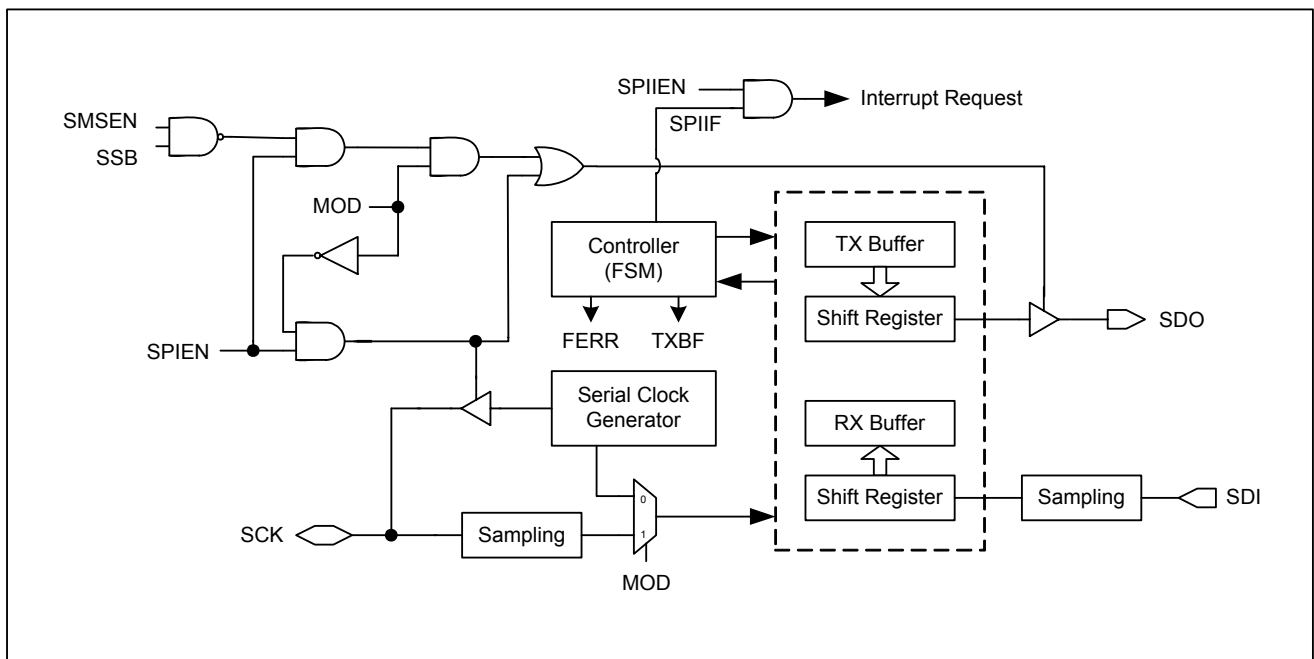 SPIIEN
Interrupt Request
SPIIF
SMSEN
SSB
MOD
Controller
(FSM)
TX Buffer
Shift Register
SDO
FERR
TXBF
SPIEN
Serial Clock
Generator
RX Buffer
Shift Register
Sampling
SDI
0
1
SCK
Sampling
MOD